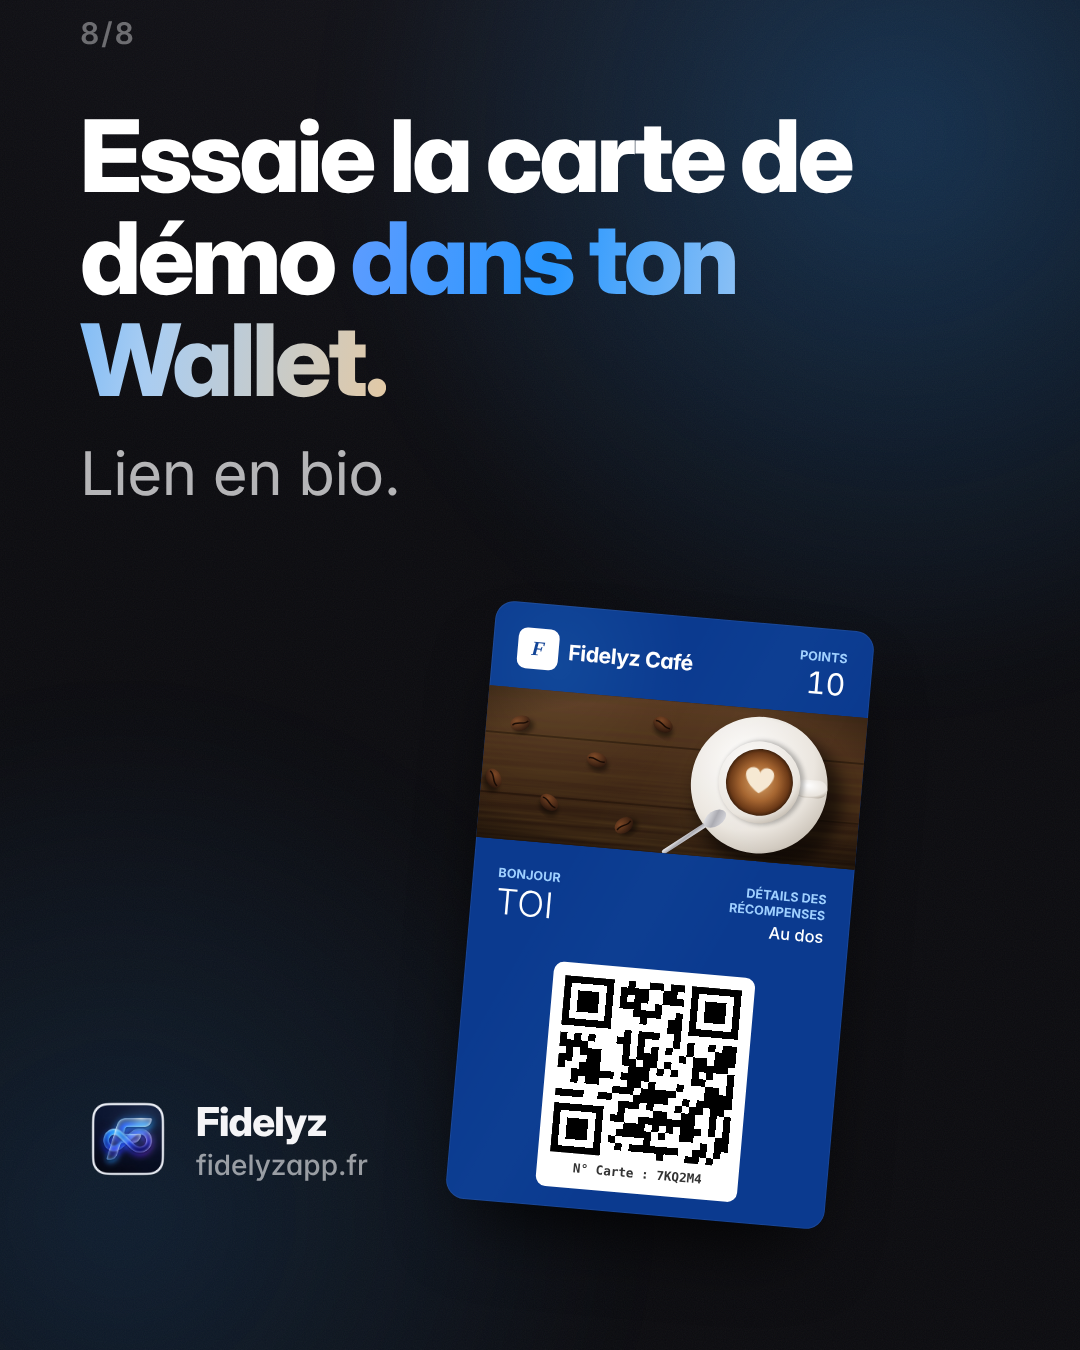 8/8
Essaie la carte de
démo dans ton
Wallet.
Lien en bio.
F
Fidelyz Café
POINTS
10
BONJOUR
TOI
DÉTAILS DES
RÉCOMPENSES
Au dos
N° Carte : 7KQ2M4
Fidelyz
fidelyzapp.fr